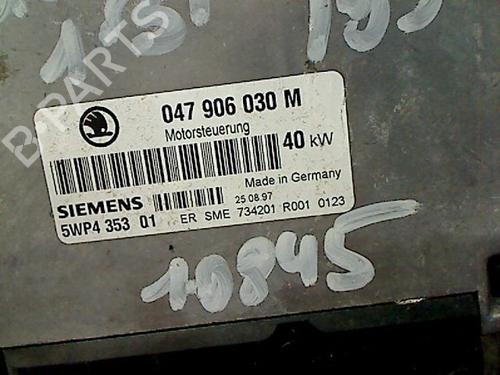 B-PARTS
047 906 030 M
Motorsteuerung
40 kW
SIEMENS
Made in Germany
25 08.97
5WP4 353 01 ER SME 734201 R001 0123
10845